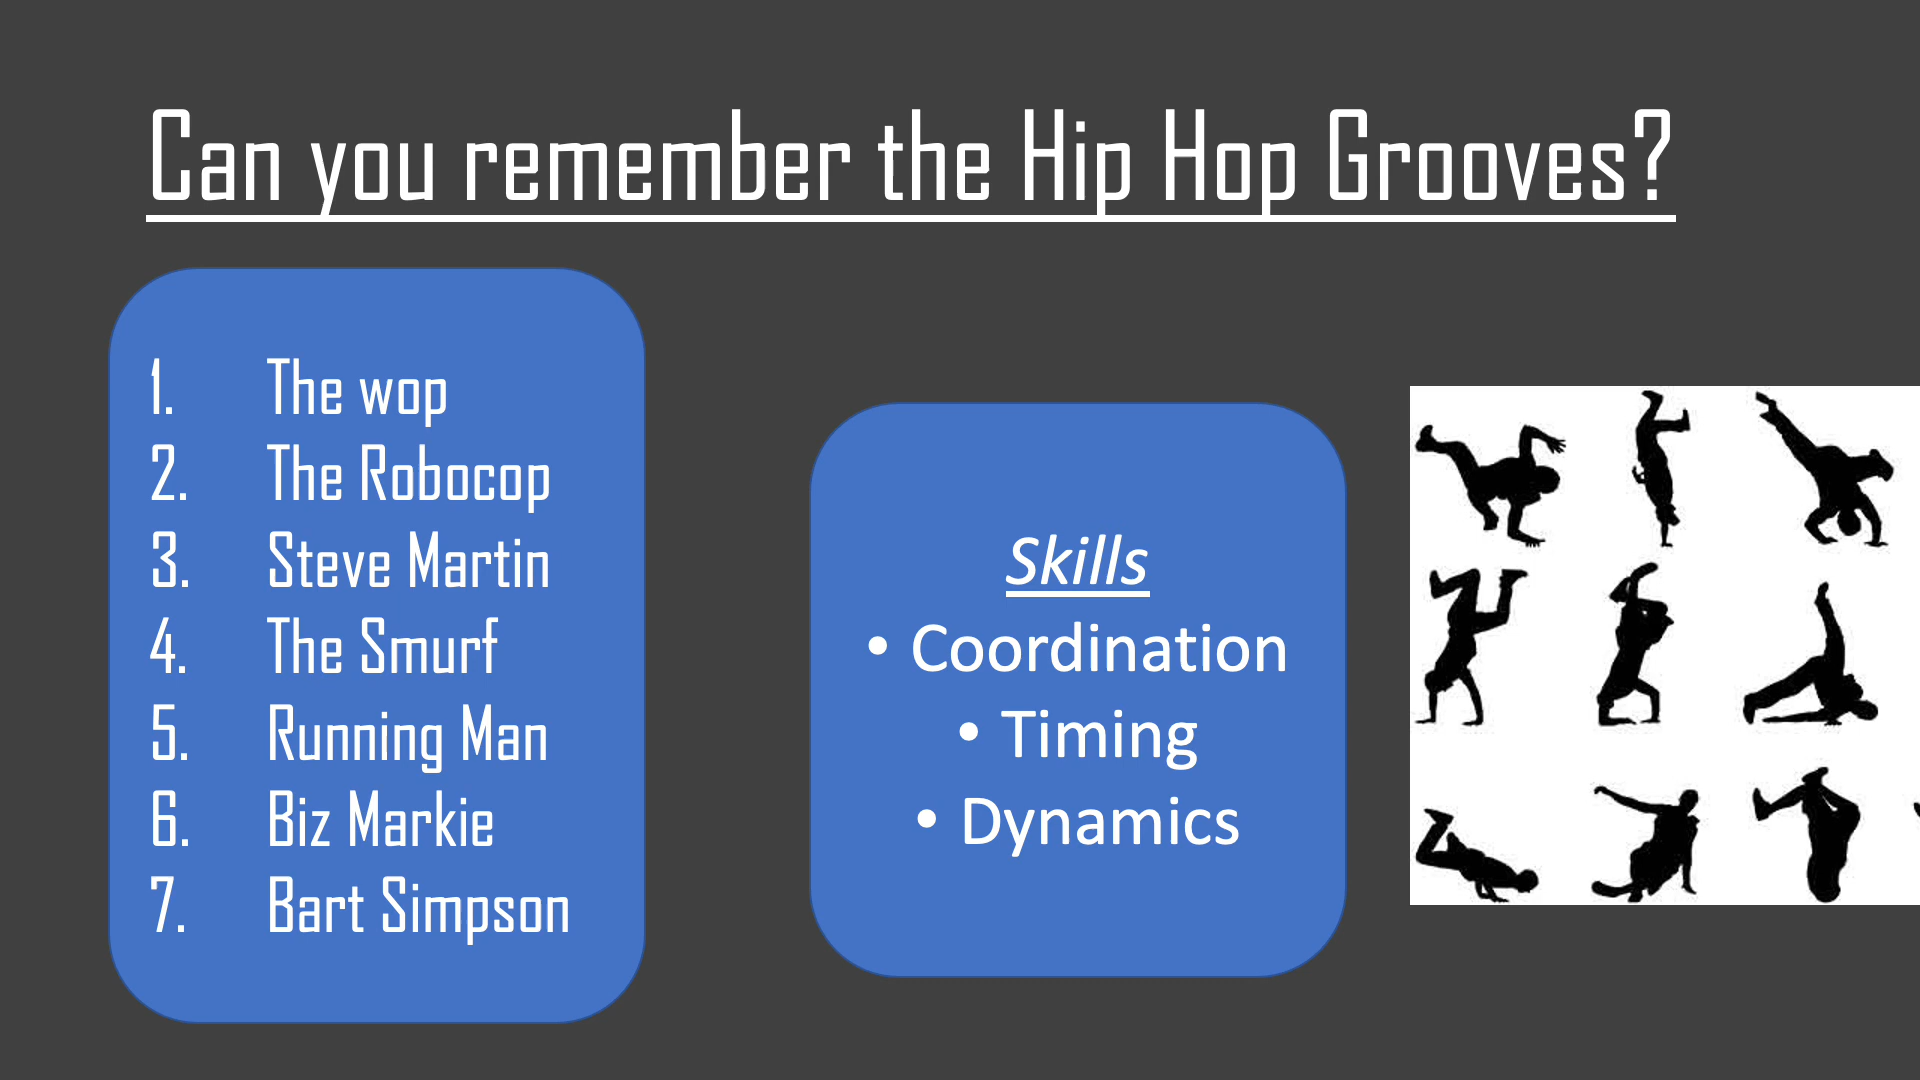 Can you remember the Hip Hop Grooves?
1. The wop
2. The Robocop
3. Steve Martin
4. The Smurf
5. Running Man
6. Biz Markie
7. Bart Simpson
Skills
• Coordination
• Timing
• Dynamics